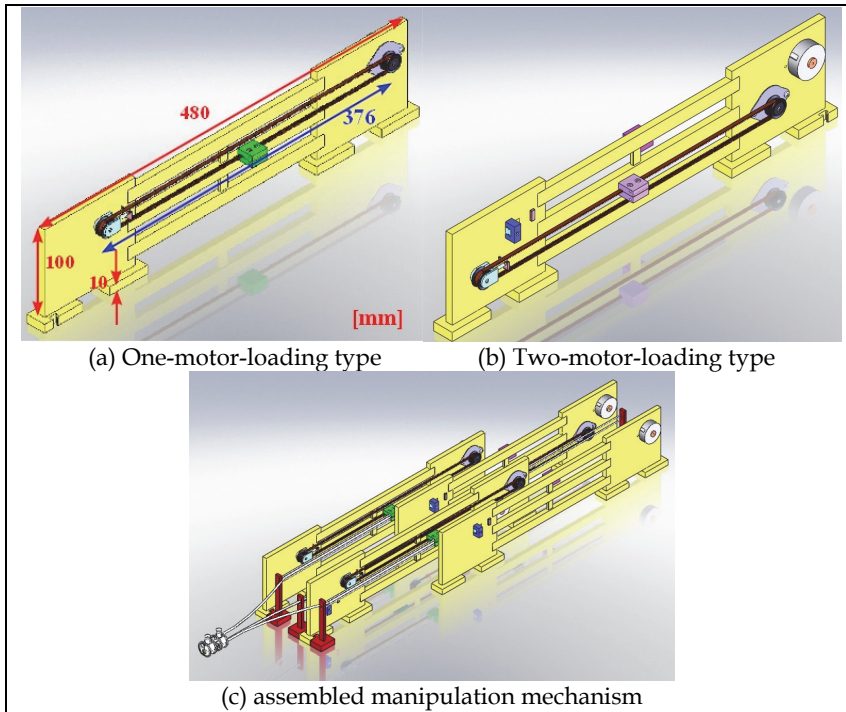 480
376
100
10
[mm]
(a) One-motor-loading type
(b) Two-motor-loading type
(c) assembled manipulation mechanism